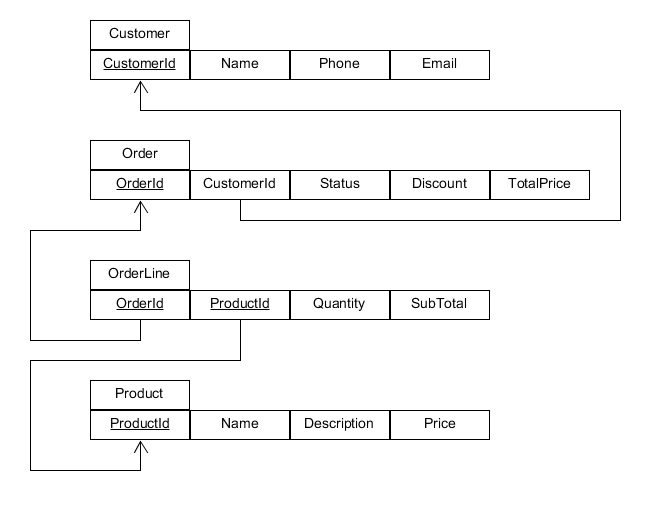 Customer
CustomerId Name Phone Email
Order
OrderId CustomerId Status Discount TotalPrice
OrderLine
OrderId ProductId Quantity SubTotal
Product
ProductId Name Description Price